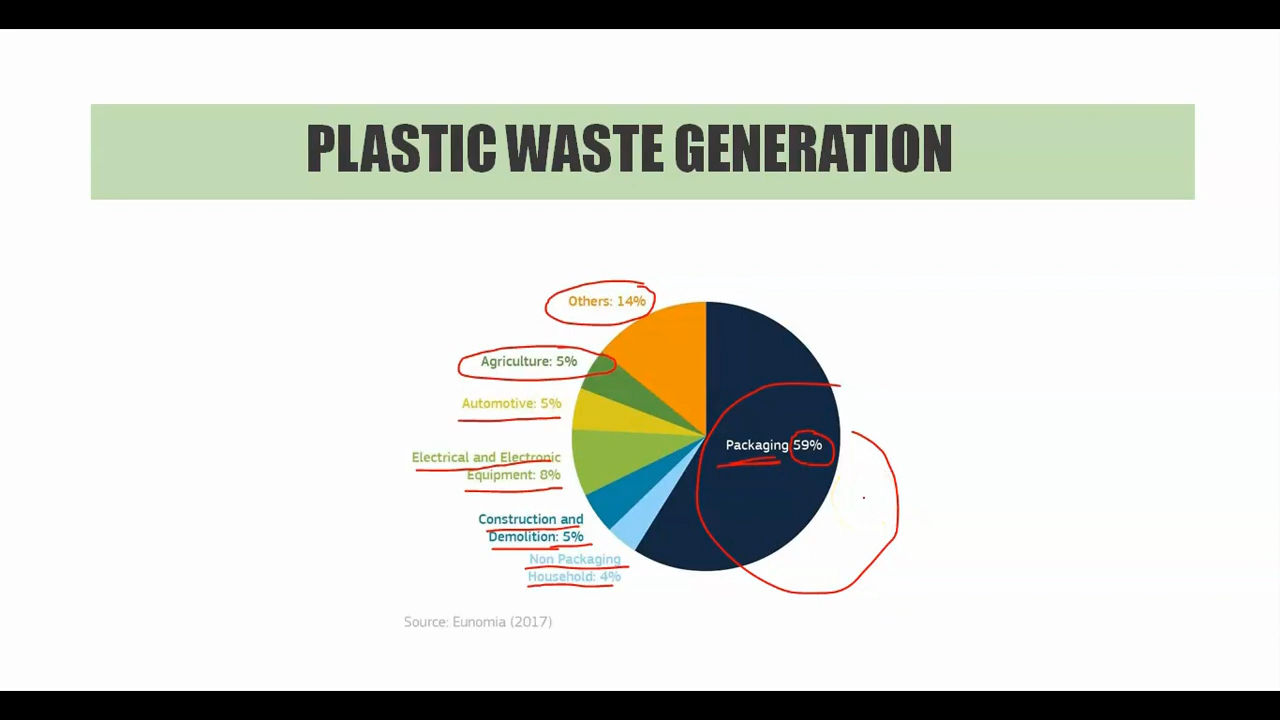 PLASTIC WASTE GENERATION
Others: 14%
Agriculture: 5%
Automotive: 5%
Electrical and Electronic
Equipment: 8%
Construction and
Demolition: 5%
Non Packaging
Household: 4%
Packaging 59%
Source: Eunomia (2017)